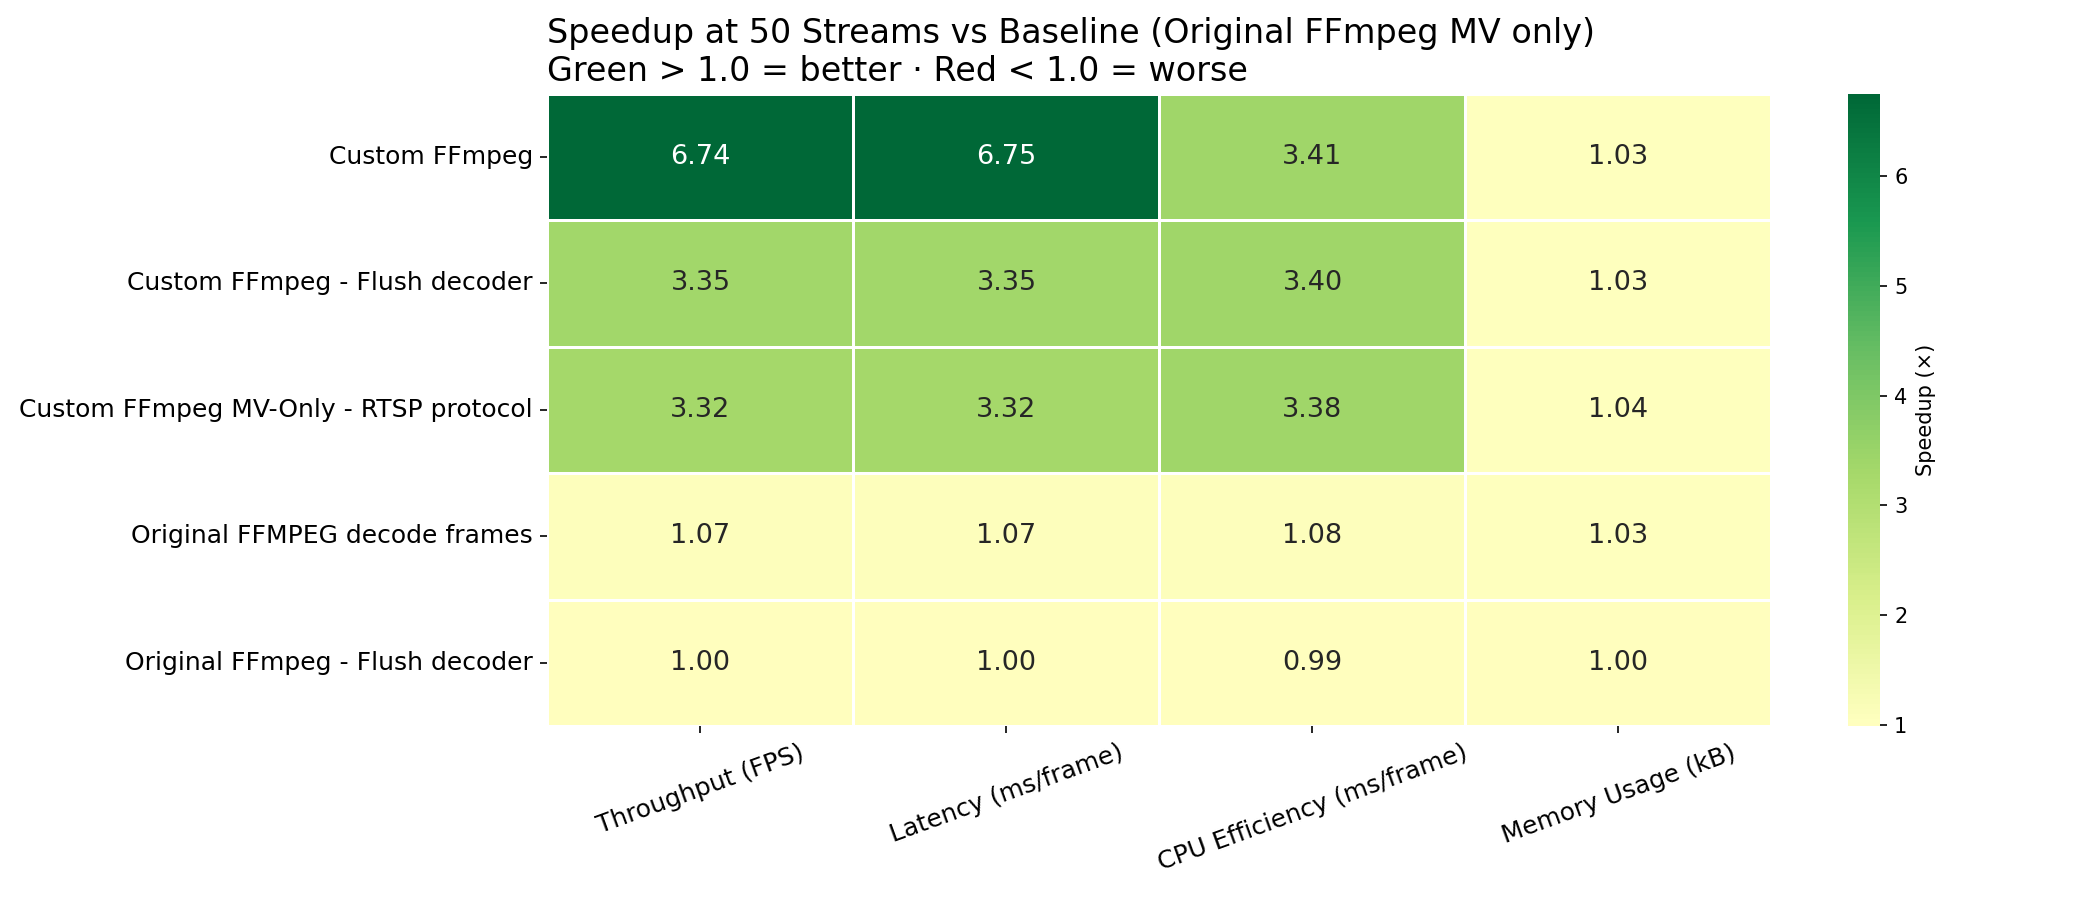 Speedup at 50 Streams vs Baseline (Original FFmpeg MV only)
Green > 1.0 = better · Red < 1.0 = worse
Custom FFmpeg 6.74 6.75 3.41 1.03
Custom FFmpeg - Flush decoder 3.35 3.35 3.40 1.03
Custom FFmpeg MV-Only - RTSP protocol 3.32 3.32 3.38 1.04
Original FFMPEG decode frames 1.07 1.07 1.08 1.03
Original FFmpeg - Flush decoder 1.00 1.00 0.99 1.00
Throughput (FPS)
Latency (ms/frame)
CPU Efficiency (ms/frame)
Memory Usage (kB)
6
5
4
3
2
1
Speedup (×)